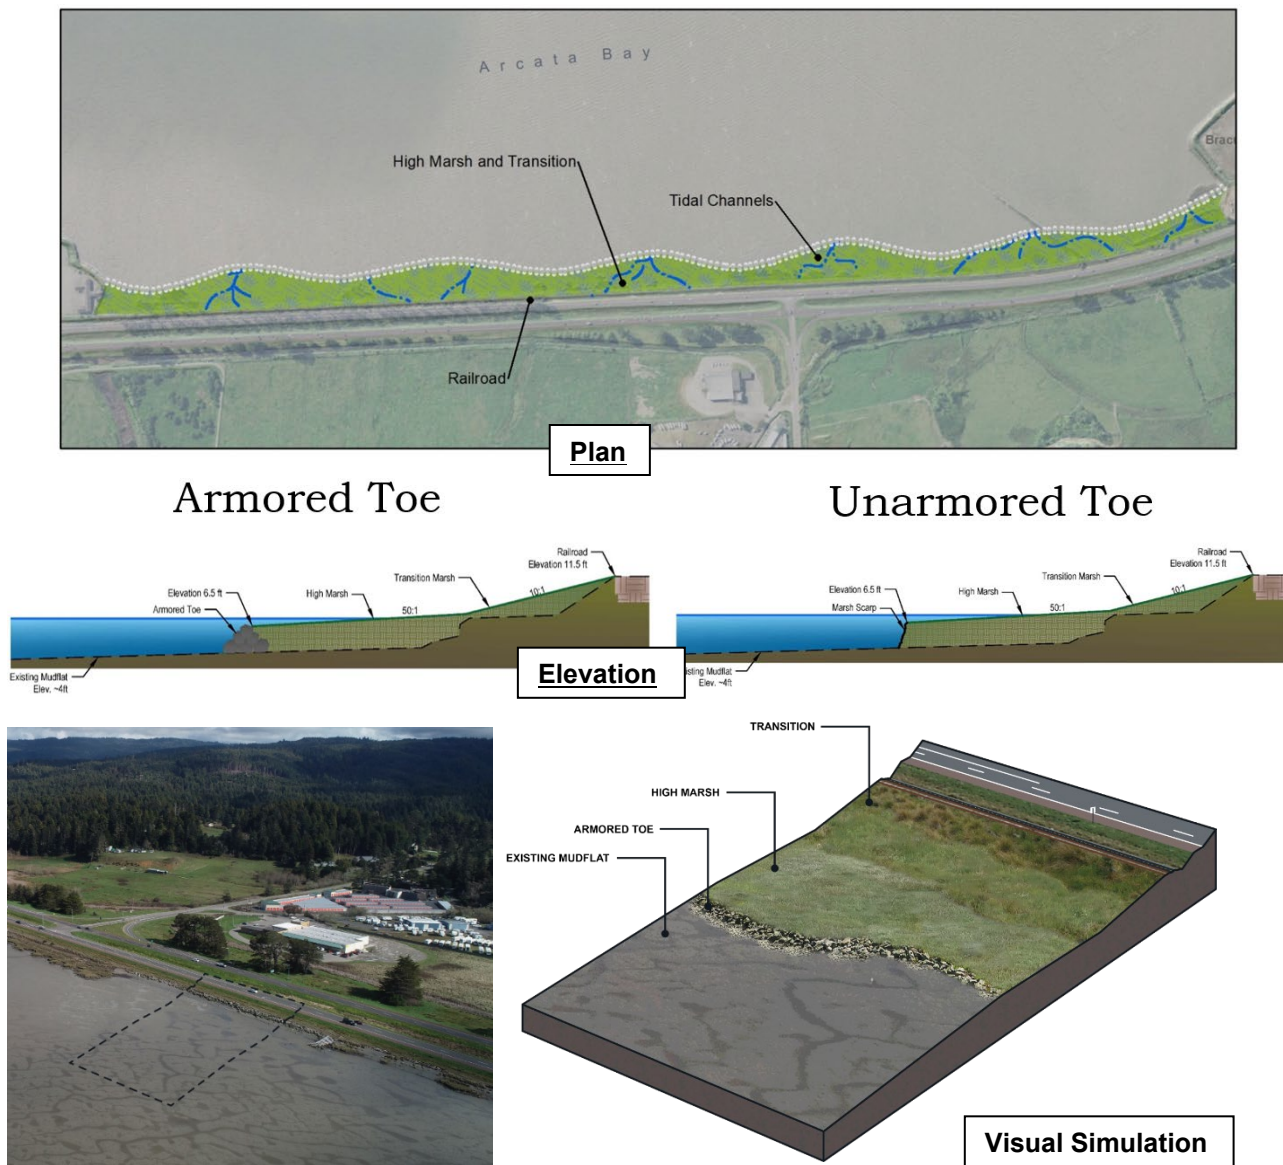 Arcata Bay
Brac
High Marsh and Transition
Tidal Channels
Railroad
Plan
Armored Toe
Unarmored Toe
Railroad
Elevation 11.5 ft
Transition Marsh
10:1
Elevation 6.5 ft
High Marsh
Armored Toe
50:1
Existing Mudflat
Elev. ~4ft
Railroad
Elevation 11.5 ft
Transition Marsh
10:1
Elevation 6.5 ft
High Marsh
Marsh Scarp
50:1
isting Mudflat
Elev. ~4ft
Elevation
TRANSITION
HIGH MARSH
ARMORED TOE
EXISTING MUDFLAT
Visual Simulation